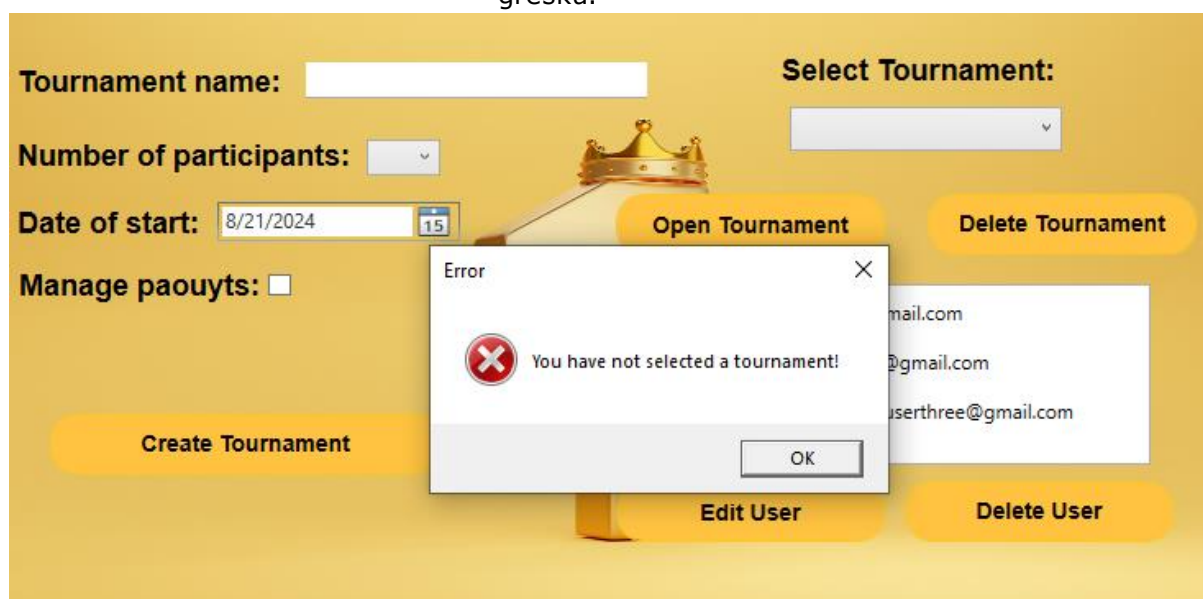 Tournament name:
Select Tournament:
Number of participants:
Date of start: 8/21/2024 15
Open Tournament
Delete Tournament
Manage paouyts:
Error
You have not selected a tournament!
OK
mail.com
@gmail.com
userthree@gmail.com
Create Tournament
Edit User
Delete User